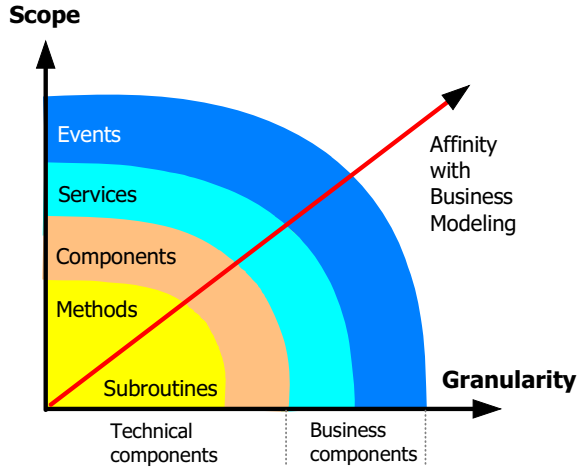 Scope
Events
Affinity
with
Business
Modeling
Services
Components
Methods
Subroutines
Granularity
Technical
components
Business
components